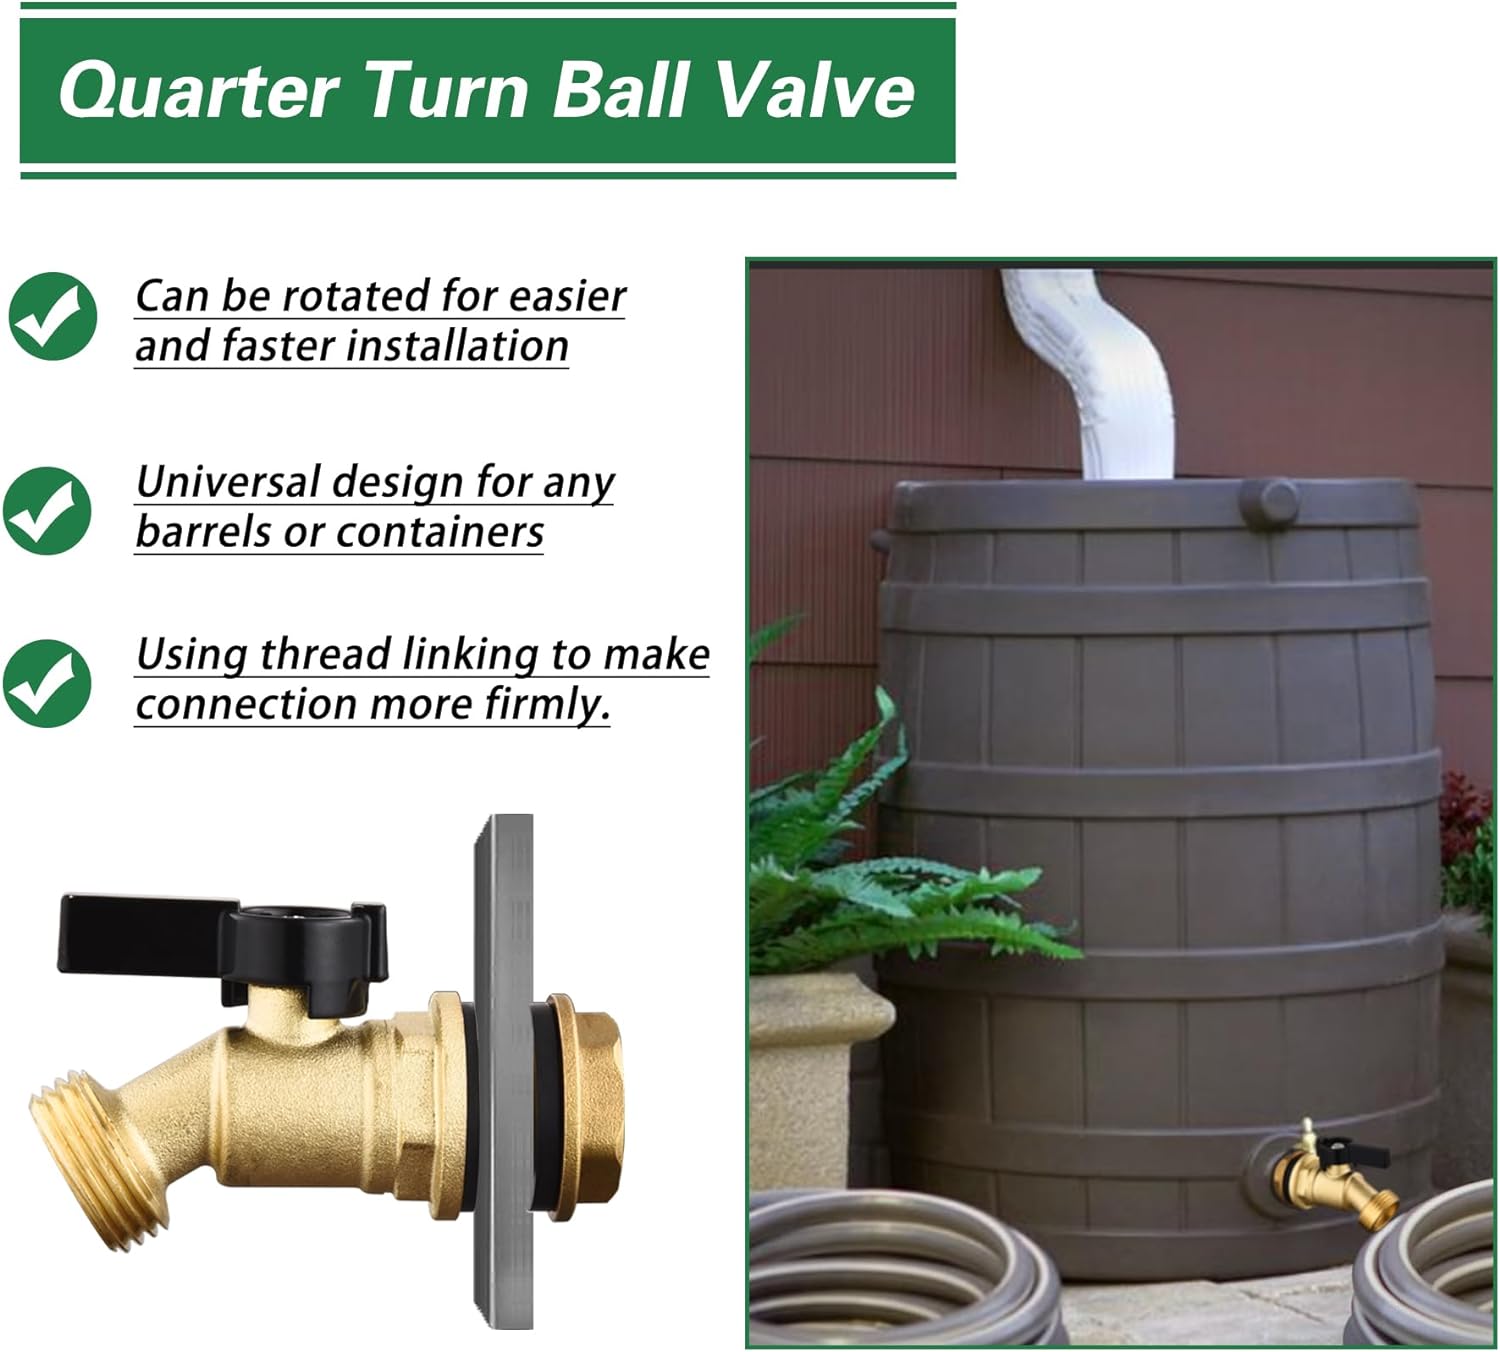 Quarter Turn Ball Valve
Can be rotated for easier
and faster installation
Universal design for any
barrels or containers
Using thread linking to make
connection more firmly.